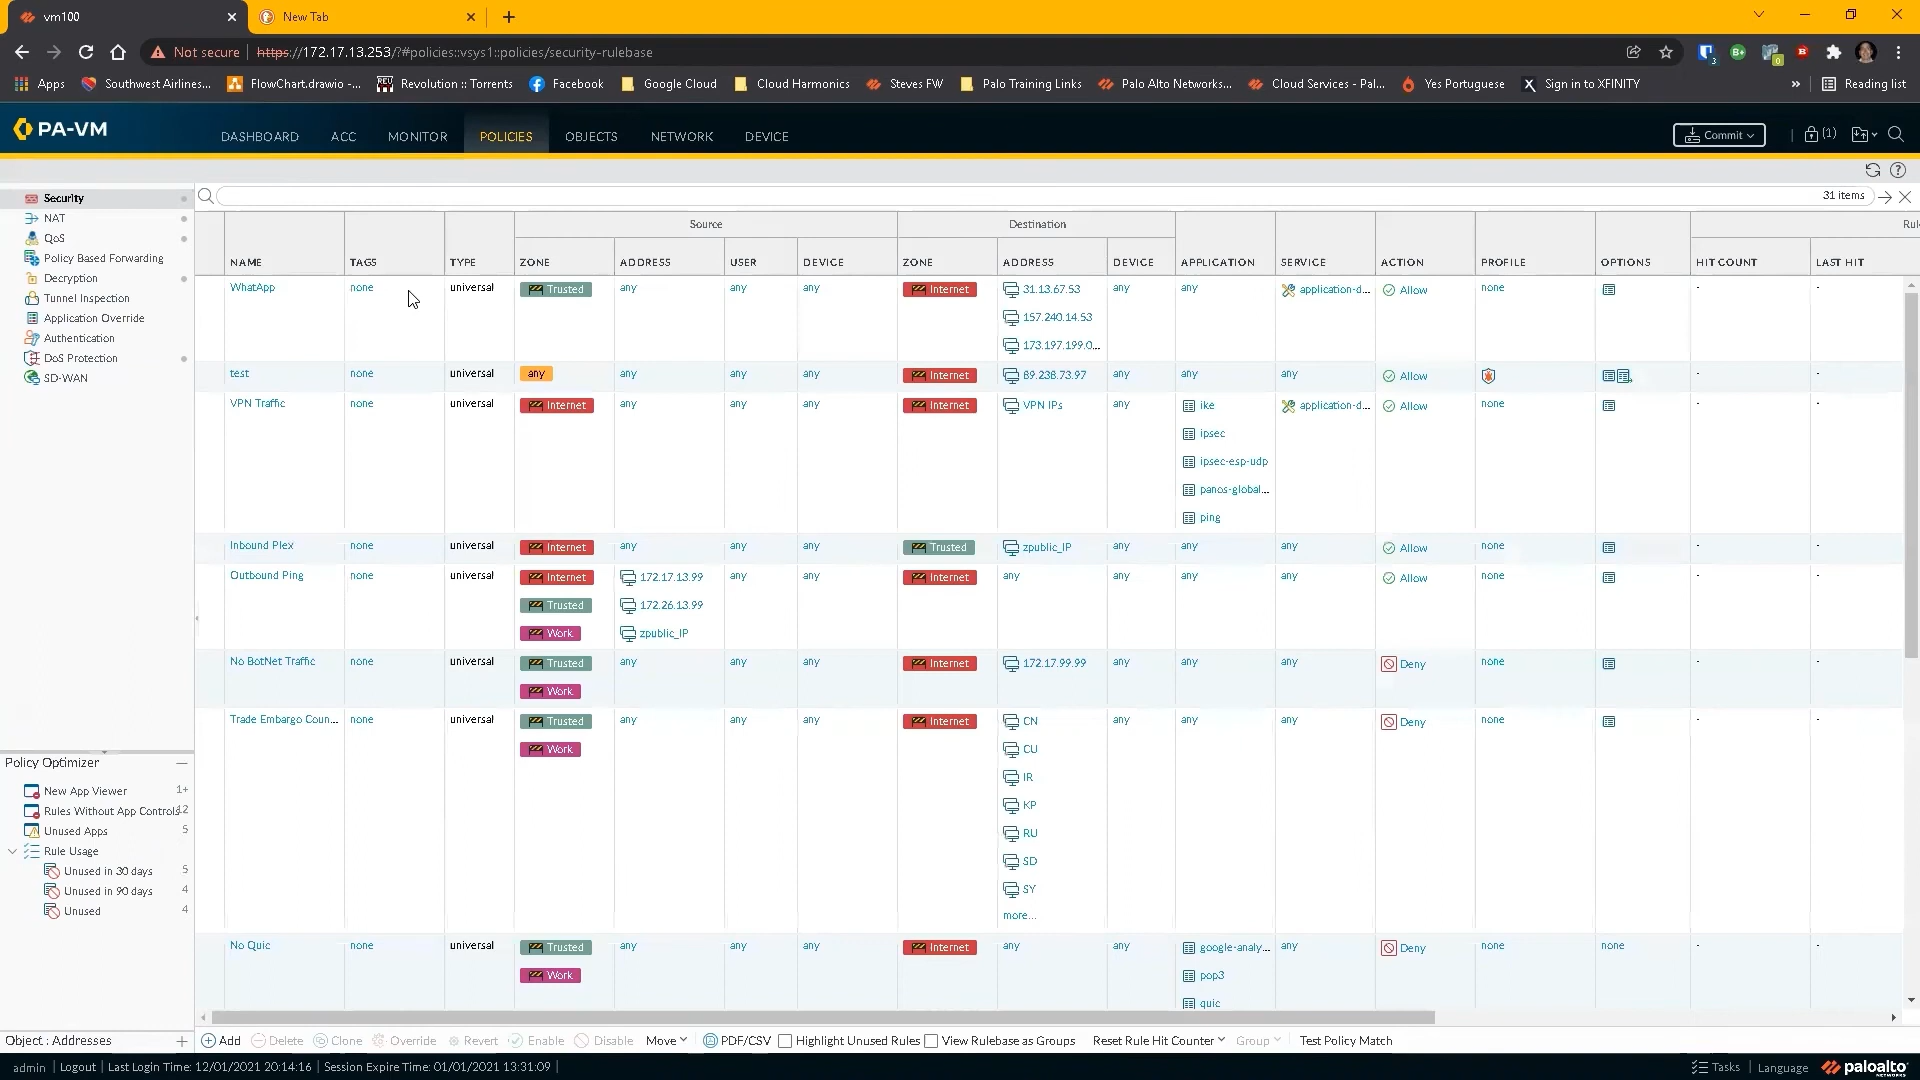 vm100
New Tab
Not secure
https://172.17.13.253/?#policies::vsys1::policies/security-rulebase
3
B+
0
Apps
Southwest Airlines...
FlowChart.drawio -...
REV Revolution :: Torrents
Facebook
Google Cloud
Cloud Harmonics
Steves FW
Palo Training Links
Palo Alto Networks...
Cloud Services - Pal...
Yes Portuguese
X Sign in to XFINITY
»
Reading list
PA-VM
DASHBOARD
ACC
MONITOR
POLICIES
OBJECTS
NETWORK
DEVICE
Commit
(1)
Security
NAT
QoS
Policy Based Forwarding
Decryption
Tunnel Inspection
Application Override
Authentication
DoS Protection
SD-WAN
31 items
Source
Destination
Rul
NAME TAGS TYPE ZONE ADDRESS USER DEVICE ZONE ADDRESS DEVICE APPLICATION SERVICE ACTION PROFILE OPTIONS HIT COUNT LAST HIT
WhatApp none universal Trusted any any any Internet 31.13.67.53 any any application-d... Allow none - -
157.240.14.53
173.197.199.0...
test none universal any any any any Internet 89.238.73.97 any any any Allow - -
VPN Traffic none universal Internet any any any Internet VPN IPs any ike application-d... Allow none - -
ipsec
ipsec-esp-udp
panos-global...
ping
Inbound Plex none universal Internet any any any Trusted zpublic_IP any any any Allow none - -
Outbound Ping none universal Internet 172.17.13.99 any any Internet any any any any Allow none - -
Trusted 172.26.13.99
Work zpublic_IP
No BotNet Traffic none universal Trusted any any any Internet 172.17.99.99 any any any Deny none - -
Work
Trade Embargo Coun... none universal Trusted any any any Internet CN any any any Deny none - -
Work CU
IR
KP
RU
SD
SY
more...
No Quic none universal Trusted any any any Internet any any google-analy... any Deny none none - -
Work pop3
quic
Policy Optimizer
New App Viewer 1+
Rules Without App Controls 12
Unused Apps 5
Rule Usage
Unused in 30 days 5
Unused in 90 days 4
Unused 4
Object : Addresses
Add
Delete
Clone
Override
Revert
Enable
Disable
Move
PDF/CSV
Highlight Unused Rules
View Rulebase as Groups
Reset Rule Hit Counter
Group
Test Policy Match
admin | Logout | Last Login Time: 12/01/2021 20:14:16 | Session Expire Time: 01/01/2021 13:31:09 |
Tasks | Language
paloalto
NETWORKS